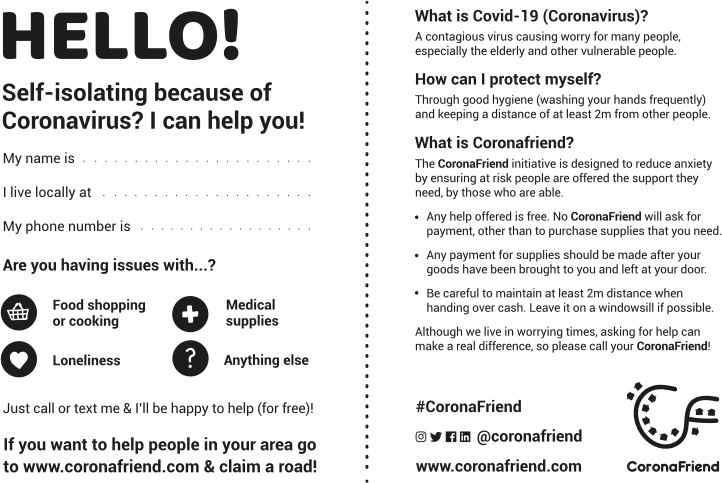 HELLO!
Self-isolating because of
Coronavirus? I can help you!
My name is . . . . . . . . . . . . . . . . . . . . . . .
I live locally at . . . . . . . . . . . . . . . . . . . . .
My phone number is . . . . . . . . . . . . . . . . .
Are you having issues with...?
Food shopping
or cooking
Medical
supplies
Loneliness
?
Anything else
Just call or text me & I'll be happy to help (for free)!
If you want to help people in your area go
to www.coronafriend.com & claim a road!
What is Covid-19 (Coronavirus)?
A contagious virus causing worry for many people,
especially the elderly and other vulnerable people.
How can I protect myself?
Through good hygiene (washing your hands frequently)
and keeping a distance of at least 2m from other people.
What is Coronafriend?
The CoronaFriend initiative is designed to reduce anxiety
by ensuring at risk people are offered the support they
need, by those who are able.
• Any help offered is free. No CoronaFriend will ask for
payment, other than to purchase supplies that you need.
• Any payment for supplies should be made after your
goods have been brought to you and left at your door.
• Be careful to maintain at least 2m distance when
handing over cash. Leave it on a windowsill if possible.
Although we live in worrying times, asking for help can
make a real difference, so please call your CoronaFriend!
#CoronaFriend
@coronafriend
www.coronafriend.com
CF
CoronaFriend